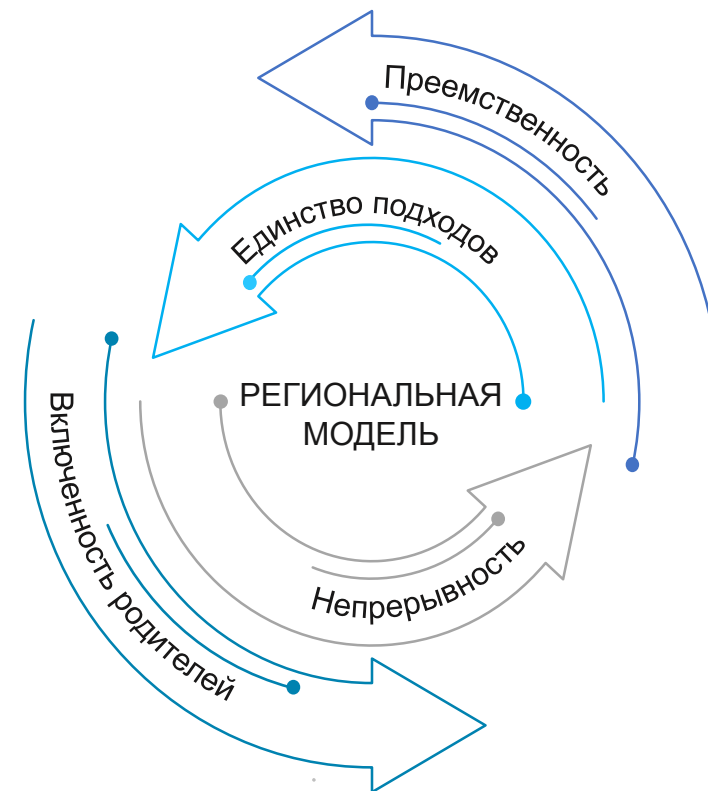 Преемственность
Единство подходов
РЕГИОНАЛЬНАЯ
МОДЕЛЬ
Включенность родителей
Непрерывность